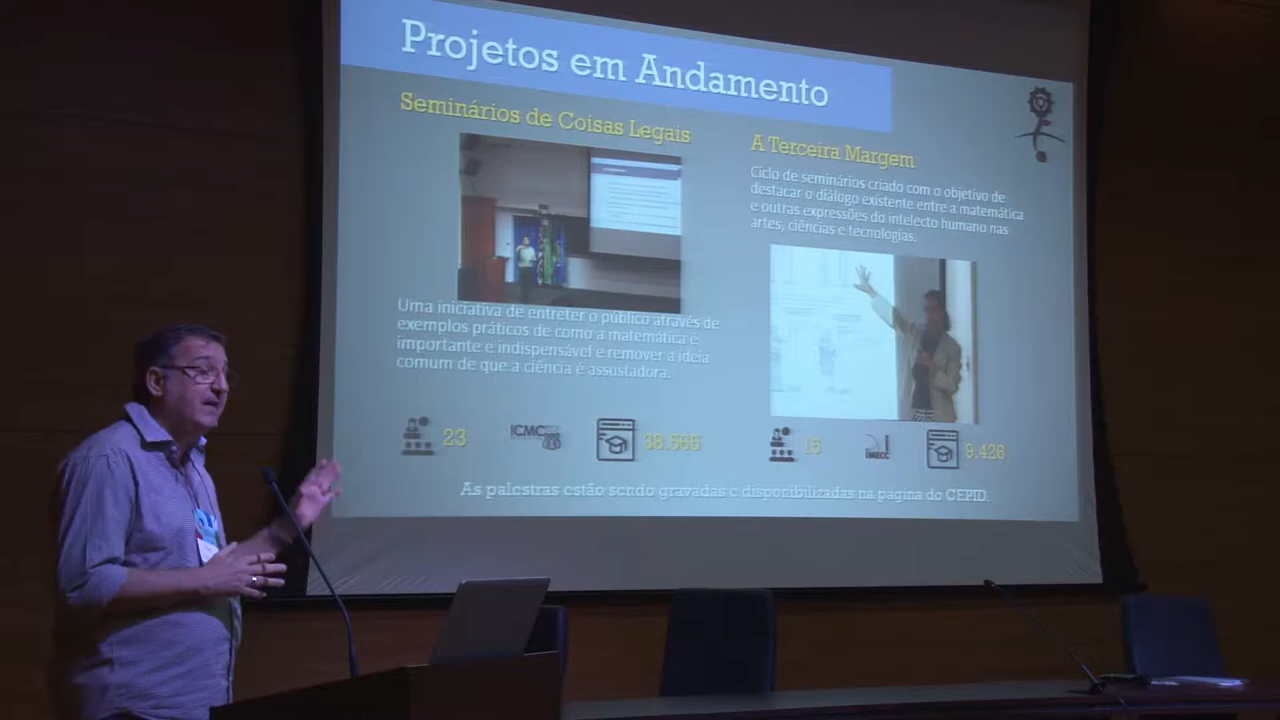 Projetos em Andamento
Seminários de Coisas Legais
Uma iniciativa de entreter o público através de
exemplos práticos de como a matemática é
importante e indispensável e remover a ideia
comum de que a ciência é assustadora.
23
ICMC
A Terceira Margem
Ciclo de seminários criado com o objetivo de
destacar o diálogo existente entre a matemática
e outras expressões do intelecto humano nas
artes, ciências e tecnologias.
15
IMECC
9.426
As palestras estão sendo gravadas e disponibilizadas na página do CEPID.